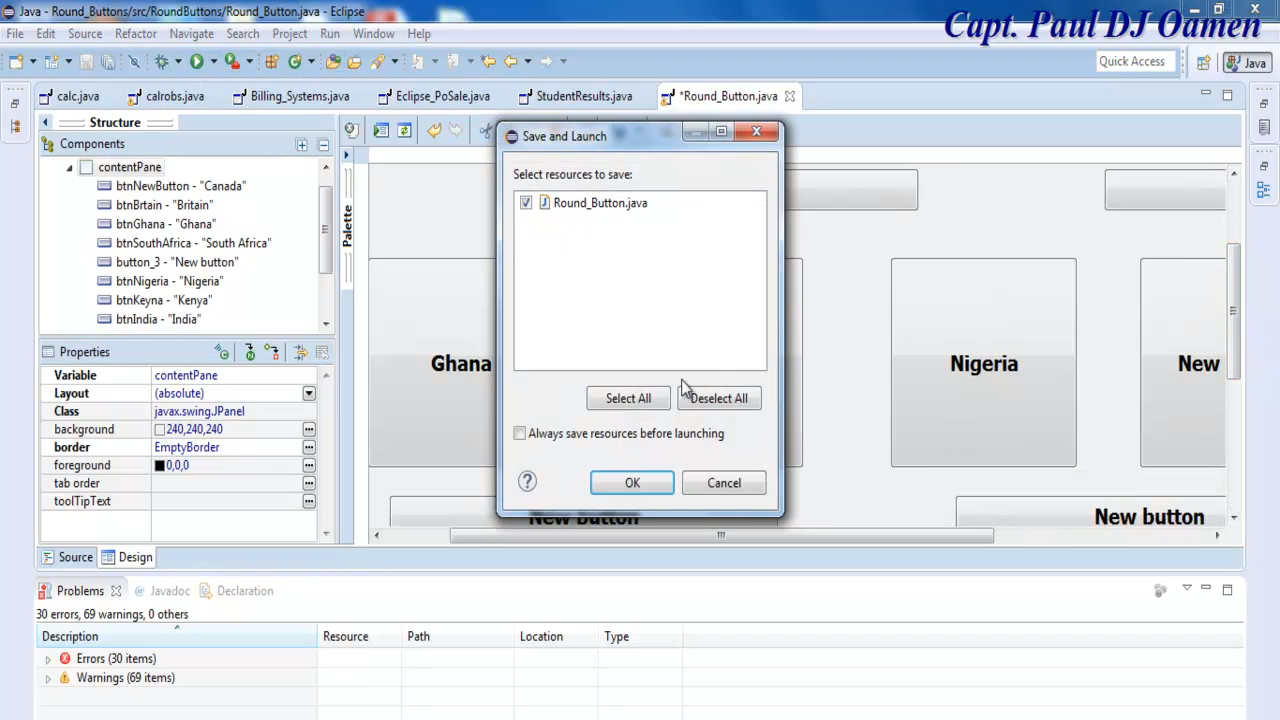 Java - Round_Buttons/src/RoundButtons/Round_Button.java - Eclipse
Capt. Paul DJ Oamen
File Edit Source Refactor Navigate Search Project Run Window Help
Quick Access
Java
calc.java
calrobs.java
Billing_Systems.java
Eclipse_PoSale.java
StudentResults.java
*Round_Button.java
Structure
Components
contentPane
btnNewButton - "Canada"
btnBrtain - "Britain"
btnGhana - "Ghana"
btnSouthAfrica - "South Africa"
button_3 - "New button"
btnNigeria - "Nigeria"
btnKeyna - "Kenya"
btnIndia - "India"
Properties
Variable contentPane
Layout (absolute)
Class javax.swing.JPanel
background 240,240,240
border EmptyBorder
foreground 0,0,0
tab order
toolTipText
Palette
Save and Launch
Select resources to save:
Round_Button.java
Select All
Deselect All
Always save resources before launching
OK
Cancel
Ghana
Nigeria
New
New button
New button
Source
Design
Problems
Javadoc
Declaration
30 errors, 69 warnings, 0 others
Description Resource Path Location Type
Errors (30 items)
Warnings (69 items)